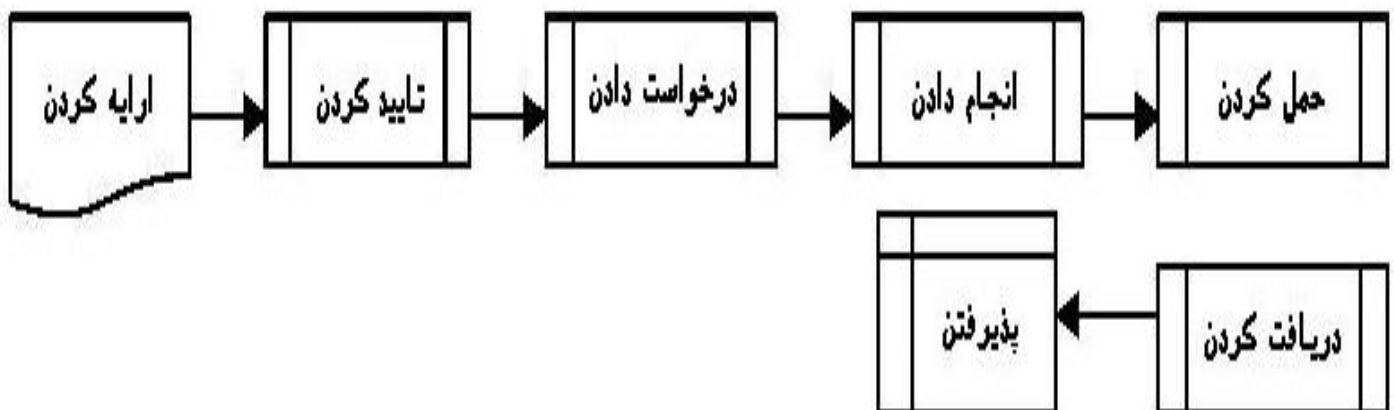 ارایه کردن
تایید کردن
درخواست دادن
انجام دادن
حمل کردن
دریافت کردن
پذیرفتن